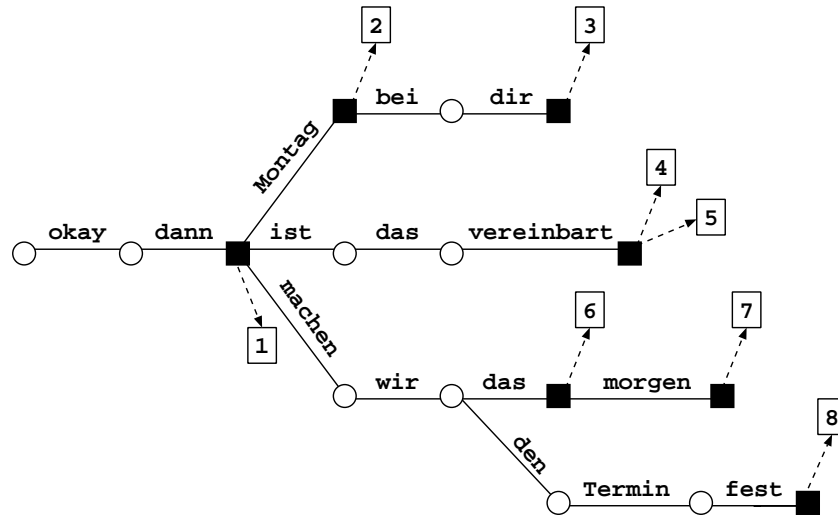 2 3
bei dir
Montag
4
5
okay dann ist das vereinbart
machen
1
6 7
wir das morgen
8
den
Termin fest